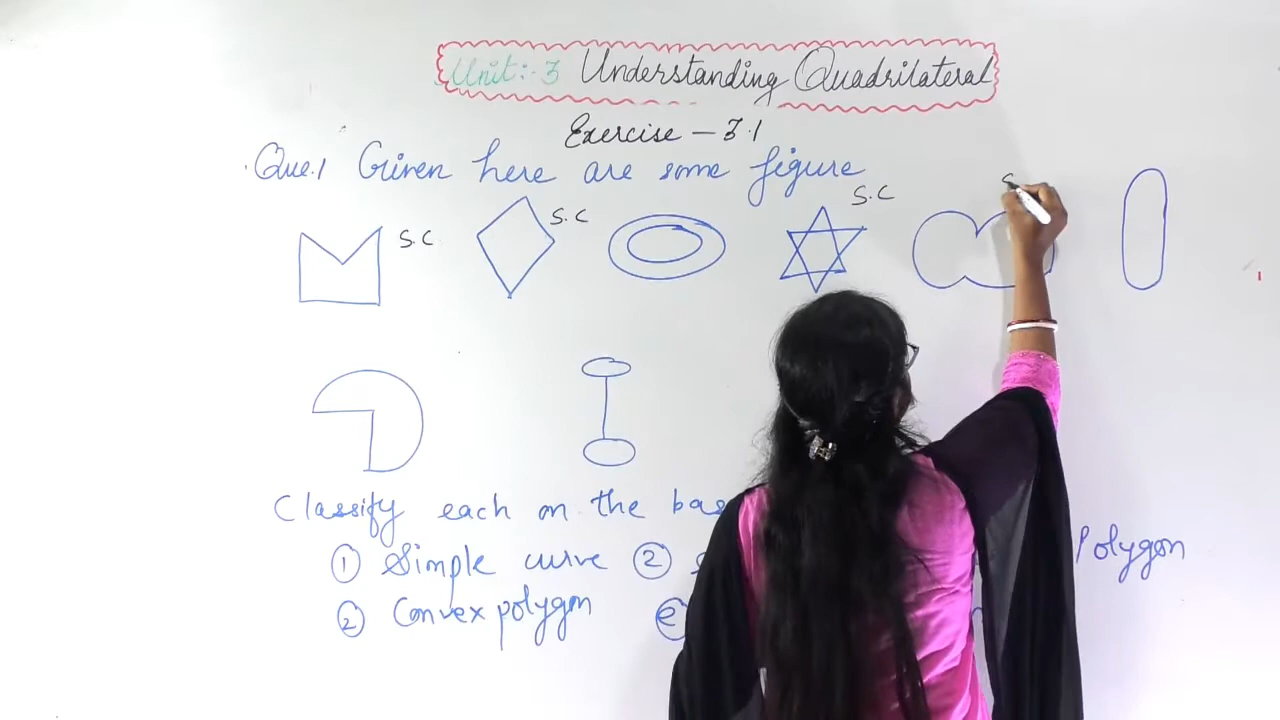 Unit:- 3 Understanding Quadrilateral
Exercise - 3.1
Que.1 Given here are some figure
S.C S.C S.C S
Classify each on the bas
① Simple curve ② Polygon
② Convex polygon